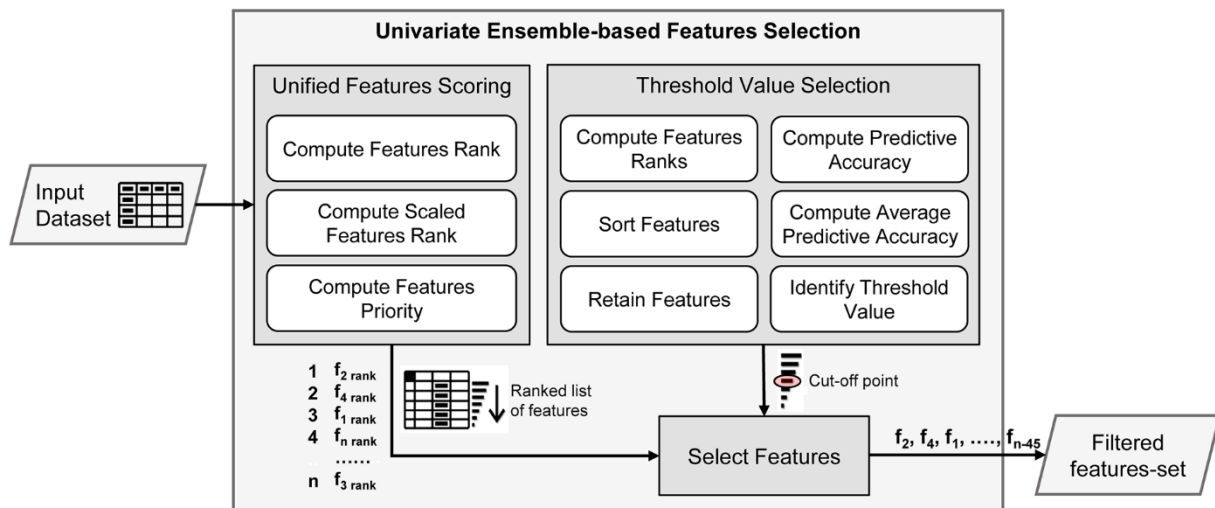 Univariate Ensemble-based Features Selection
Unified Features Scoring
Compute Features Rank
Compute Scaled
Features Rank
Compute Features
Priority
Threshold Value Selection
Compute Features
Ranks
Compute Predictive
Accuracy
Sort Features
Compute Average
Predictive Accuracy
Retain Features
Identify Threshold
Value
Input
Dataset
1 f2 rank
2 f4 rank
3 f1 rank
4 fn rank
......
n f3 rank
Ranked list
of features
Cut-off point
Select Features
f2, f4, f1, ...., fn-45
Filtered
features-set